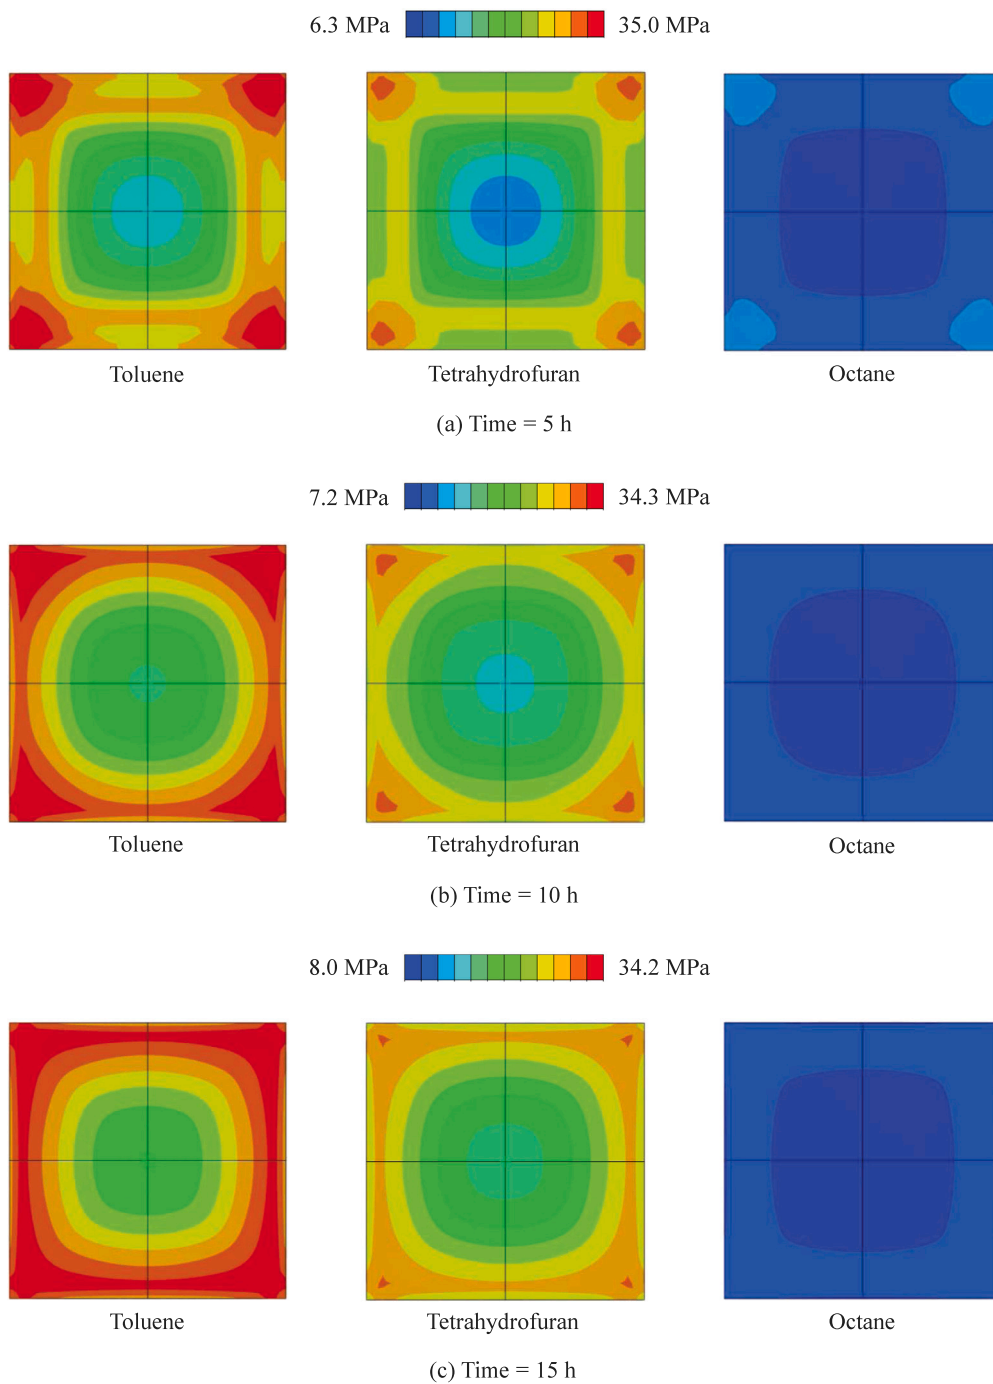 6.3 MPa 35.0 MPa
Toluene Tetrahydrofuran Octane
(a) Time = 5 h
7.2 MPa 34.3 MPa
Toluene Tetrahydrofuran Octane
(b) Time = 10 h
8.0 MPa 34.2 MPa
Toluene Tetrahydrofuran Octane
(c) Time = 15 h